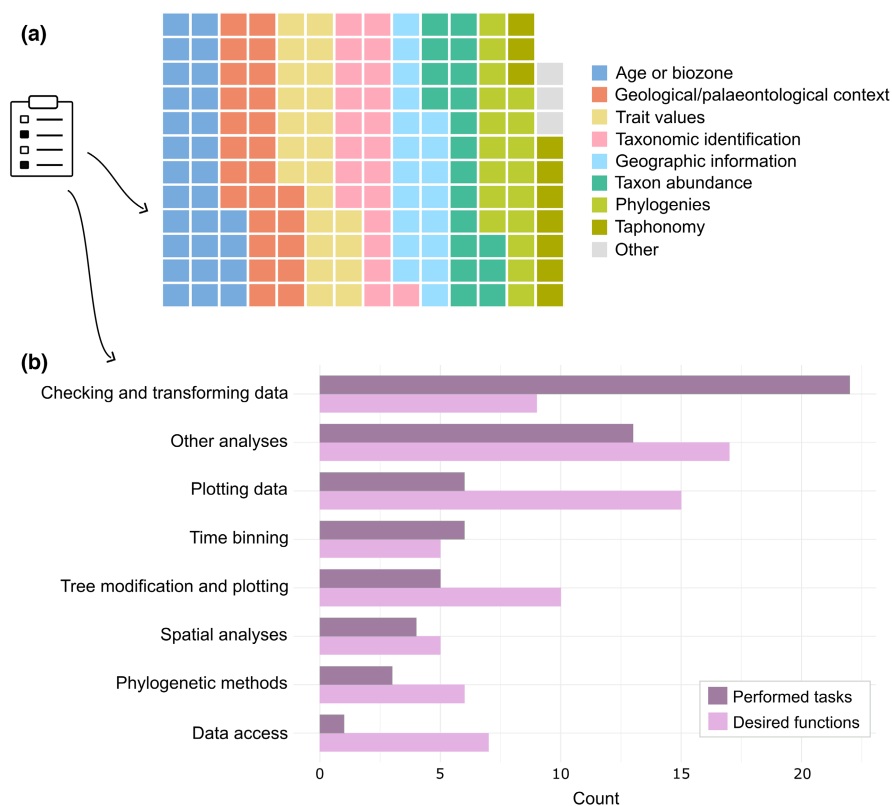 (a)
Age or biozone
Geological/palaeontological context
Trait values
Taxonomic identification
Geographic information
Taxon abundance
Phylogenies
Taphonomy
Other
(b)
Checking and transforming data
Other analyses
Plotting data
Time binning
Tree modification and plotting
Spatial analyses
Phylogenetic methods
Data access
Performed tasks
Desired functions
0 5 10 15 20
Count